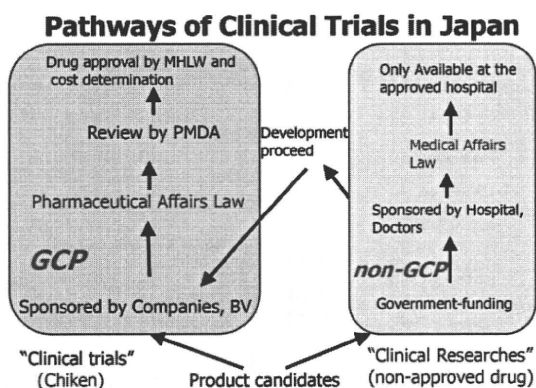 Pathways of Clinical Trials in Japan
Drug approval by MHLW and
cost determination
Review by PMDA
Pharmaceutical Affairs Law
GCP
Sponsored by Companies, BV
"Clinical trials"
(Chiken)
Development
proceed
Product candidates
Only Available at the
approved hospital
Medical Affairs
Law
Sponsored by Hospital,
Doctors
non-GCP
Government-funding
"Clinical Researches"
(non-approved drug)